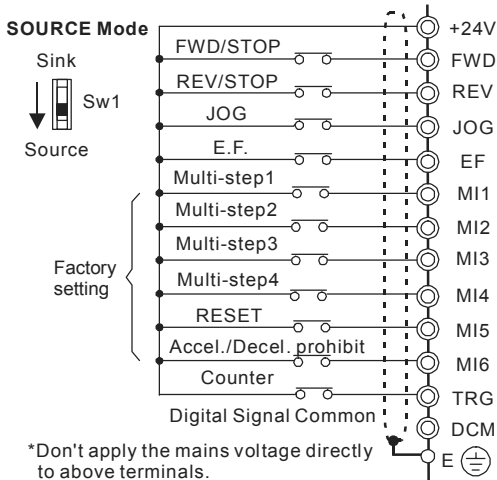 SOURCE Mode
+24V
FWD/STOP
FWD
Sink
REV/STOP
REV
Sw1
JOG
JOG
Source
E.F.
EF
Multi-step1
MI1
Multi-step2
MI2
Multi-step3
MI3
Factory
setting
Multi-step4
MI4
RESET
MI5
Accel./Decel. prohibit
MI6
Counter
TRG
Digital Signal Common
DCM
*Don't apply the mains voltage directly
to above terminals.
E